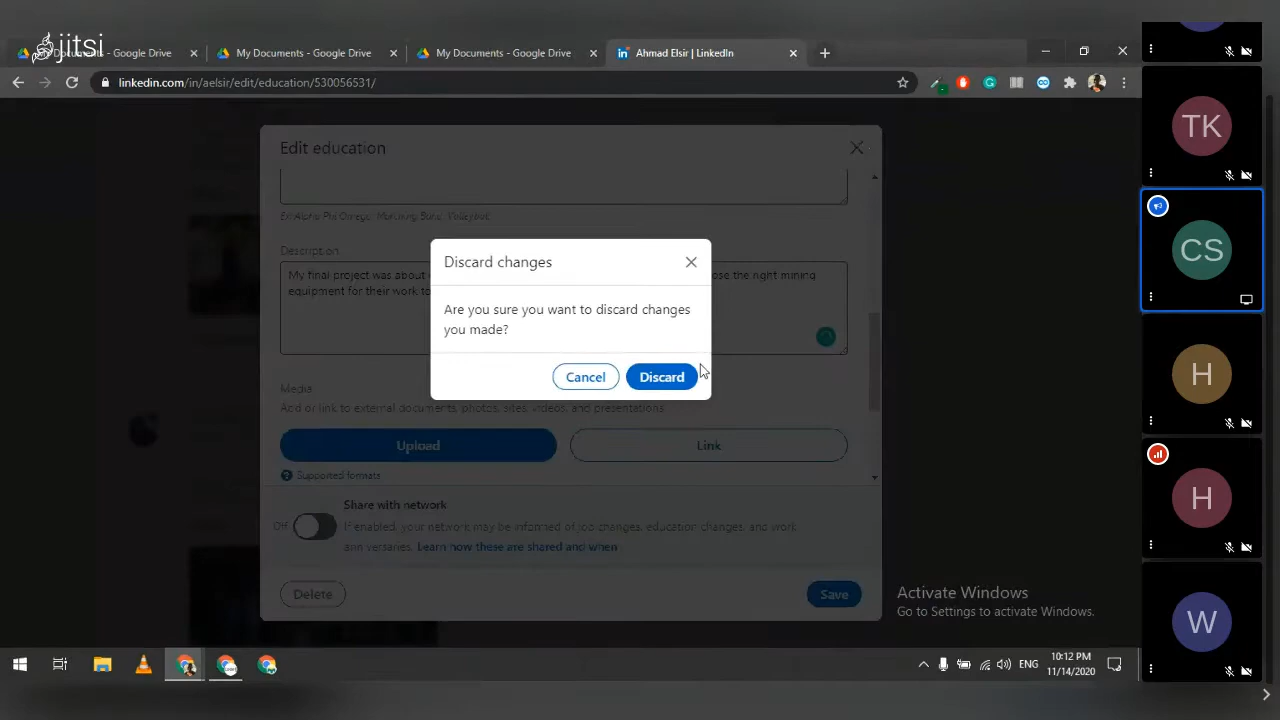 jitsi
Documents - Google Drive
My Documents - Google Drive
My Documents - Google Drive
Ahmad Elsir | LinkedIn
linkedin.com/in/aelsir/edit/education/530056531/
Edit education
Ex: Alpha Phi Omega, Marching Band, Volleyball
Description
My final project was about
ose the right mining
equipment for their work to
Discard changes
Are you sure you want to discard changes
you made?
Cancel
Discard
Media
Add or link to external documents, photos, sites, videos, and presentations.
Upload
Link
Supported formats
Share with network
Off
If enabled, your network may be informed of job changes, education changes, and work
anniversaries. Learn how these are shared and when
Delete
Save
Activate Windows
Go to Settings to activate Windows.
ENG
10:12 PM
11/14/2020
TK
CS
H
H
W